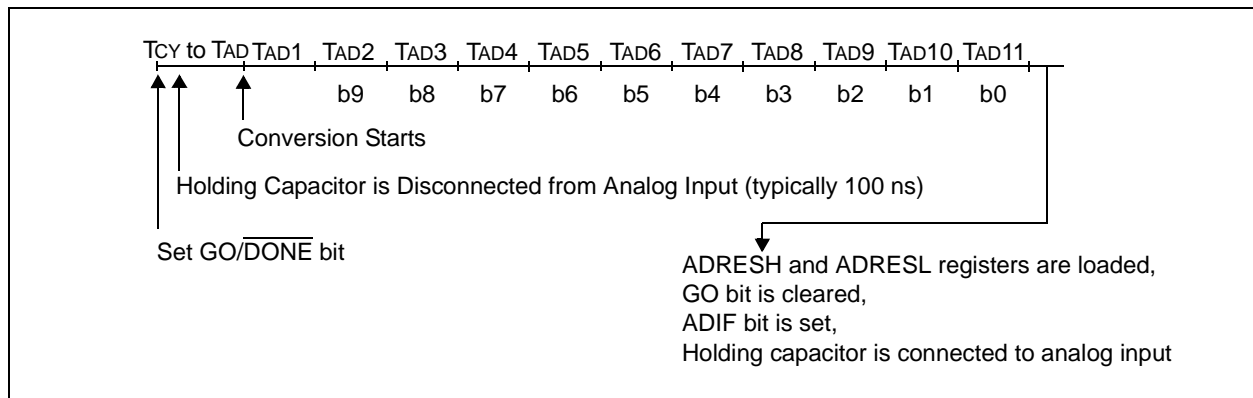 TCY to TAD TAD1 TAD2 TAD3 TAD4 TAD5 TAD6 TAD7 TAD8 TAD9 TAD10 TAD11
b9 b8 b7 b6 b5 b4 b3 b2 b1 b0
Conversion Starts
Holding Capacitor is Disconnected from Analog Input (typically 100 ns)
Set GO/DONE bit
ADRESH and ADRESL registers are loaded,
GO bit is cleared,
ADIF bit is set,
Holding capacitor is connected to analog input